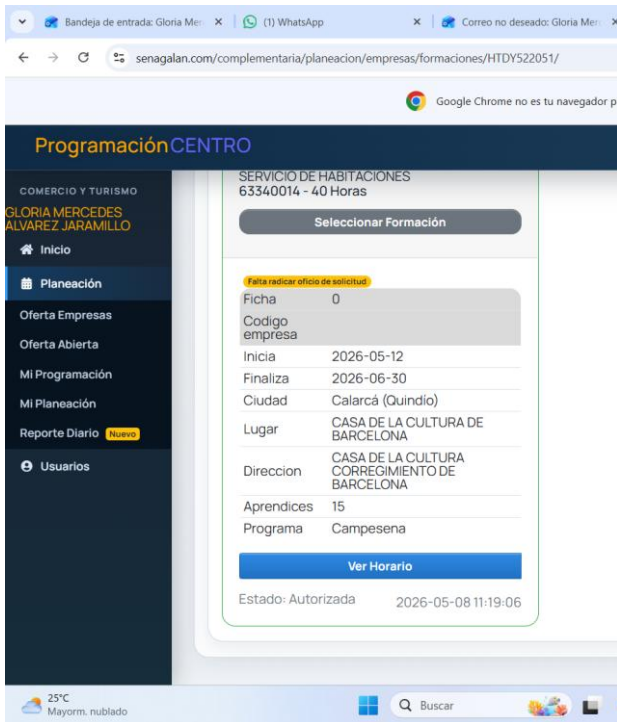 Bandeja de entrada: Gloria Mer
(1) WhatsApp
Correo no deseado: Gloria Mer
senagalan.com/complementaria/planeacion/empresas/formaciones/HTDY522051/
Google Chrome no es tu navegador p
ProgramaciónCENTRO
COMERCIO Y TURISMO
GLORIA MERCEDES
ALVAREZ JARAMILLO
Inicio
Planeación
Oferta Empresas
Oferta Abierta
Mi Programación
Mi Planeación
Reporte Diario Nuevo
Usuarios
SERVICIO DE HABITACIONES
63340014 - 40 Horas
Seleccionar Formación
Falta radicar oficio de solicitud
Ficha 0
Codigo
empresa
Inicia 2026-05-12
Finaliza 2026-06-30
Ciudad Calarcá (Quindío)
Lugar CASA DE LA CULTURA DE
BARCELONA
Direccion CASA DE LA CULTURA
CORREGIMIENTO DE
BARCELONA
Aprendices 15
Programa Campesena
Ver Horario
Estado: Autorizada 2026-05-08 11:19:06
25°C
Mayorm. nublado
Buscar